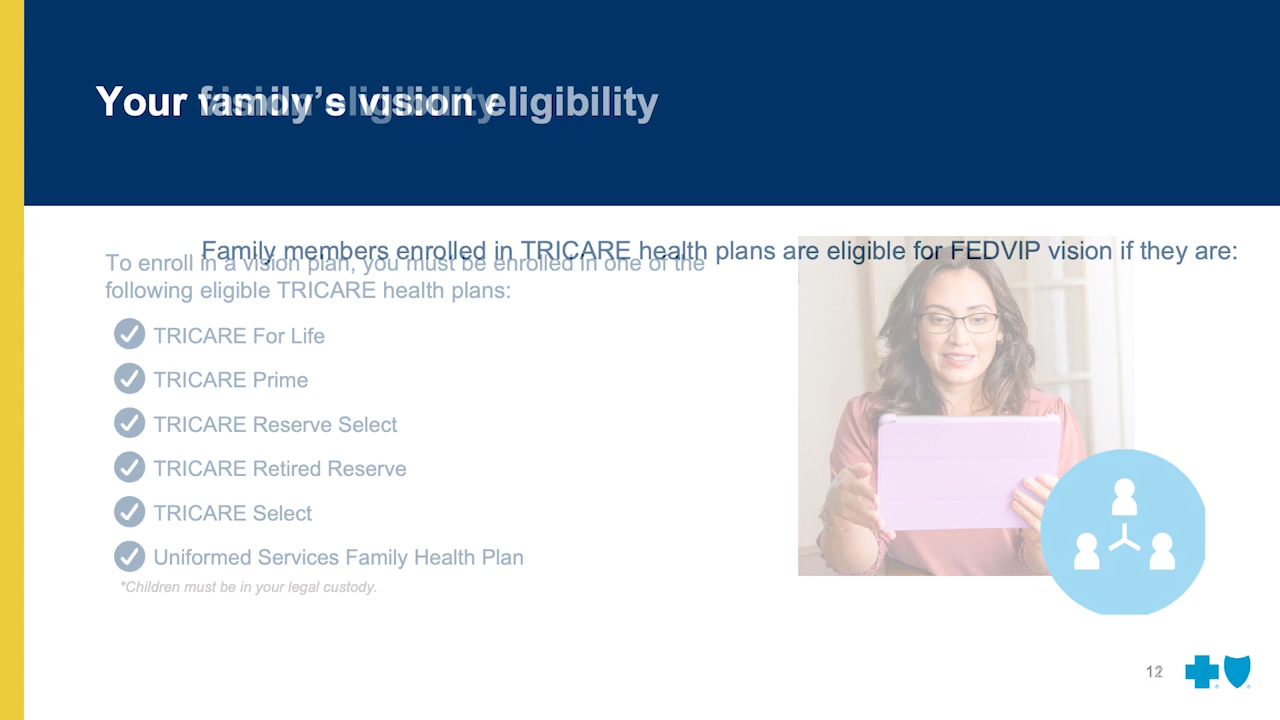 Your family's vision eligibility
Family members enrolled in TRICARE health plans are eligible for FEDVIP vision if they are:
To enroll in a vision plan, you must be enrolled in one of the
following eligible TRICARE health plans:
TRICARE For Life
TRICARE Prime
TRICARE Reserve Select
TRICARE Retired Reserve
TRICARE Select
Uniformed Services Family Health Plan
*Children must be in your legal custody.